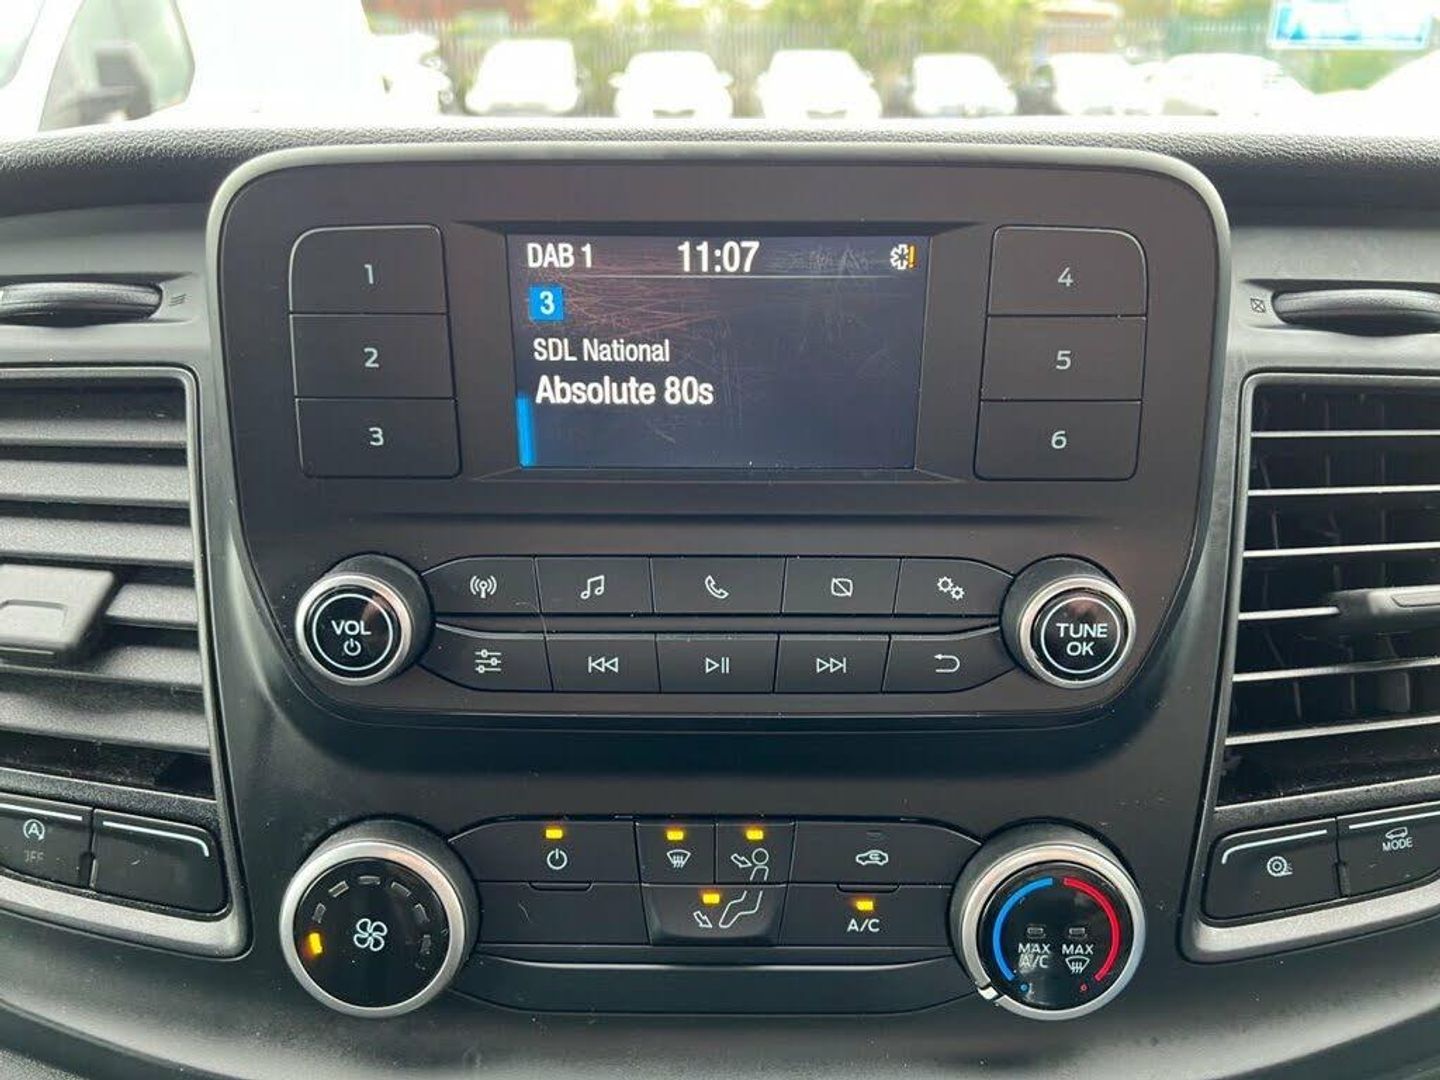 DAB 1 11:07
3
SDL National
Absolute 80s
1
2
3
4
5
6
VOL
TUNE
OK
A
OFF
A/C
MAX
A/C
MAX
MODE